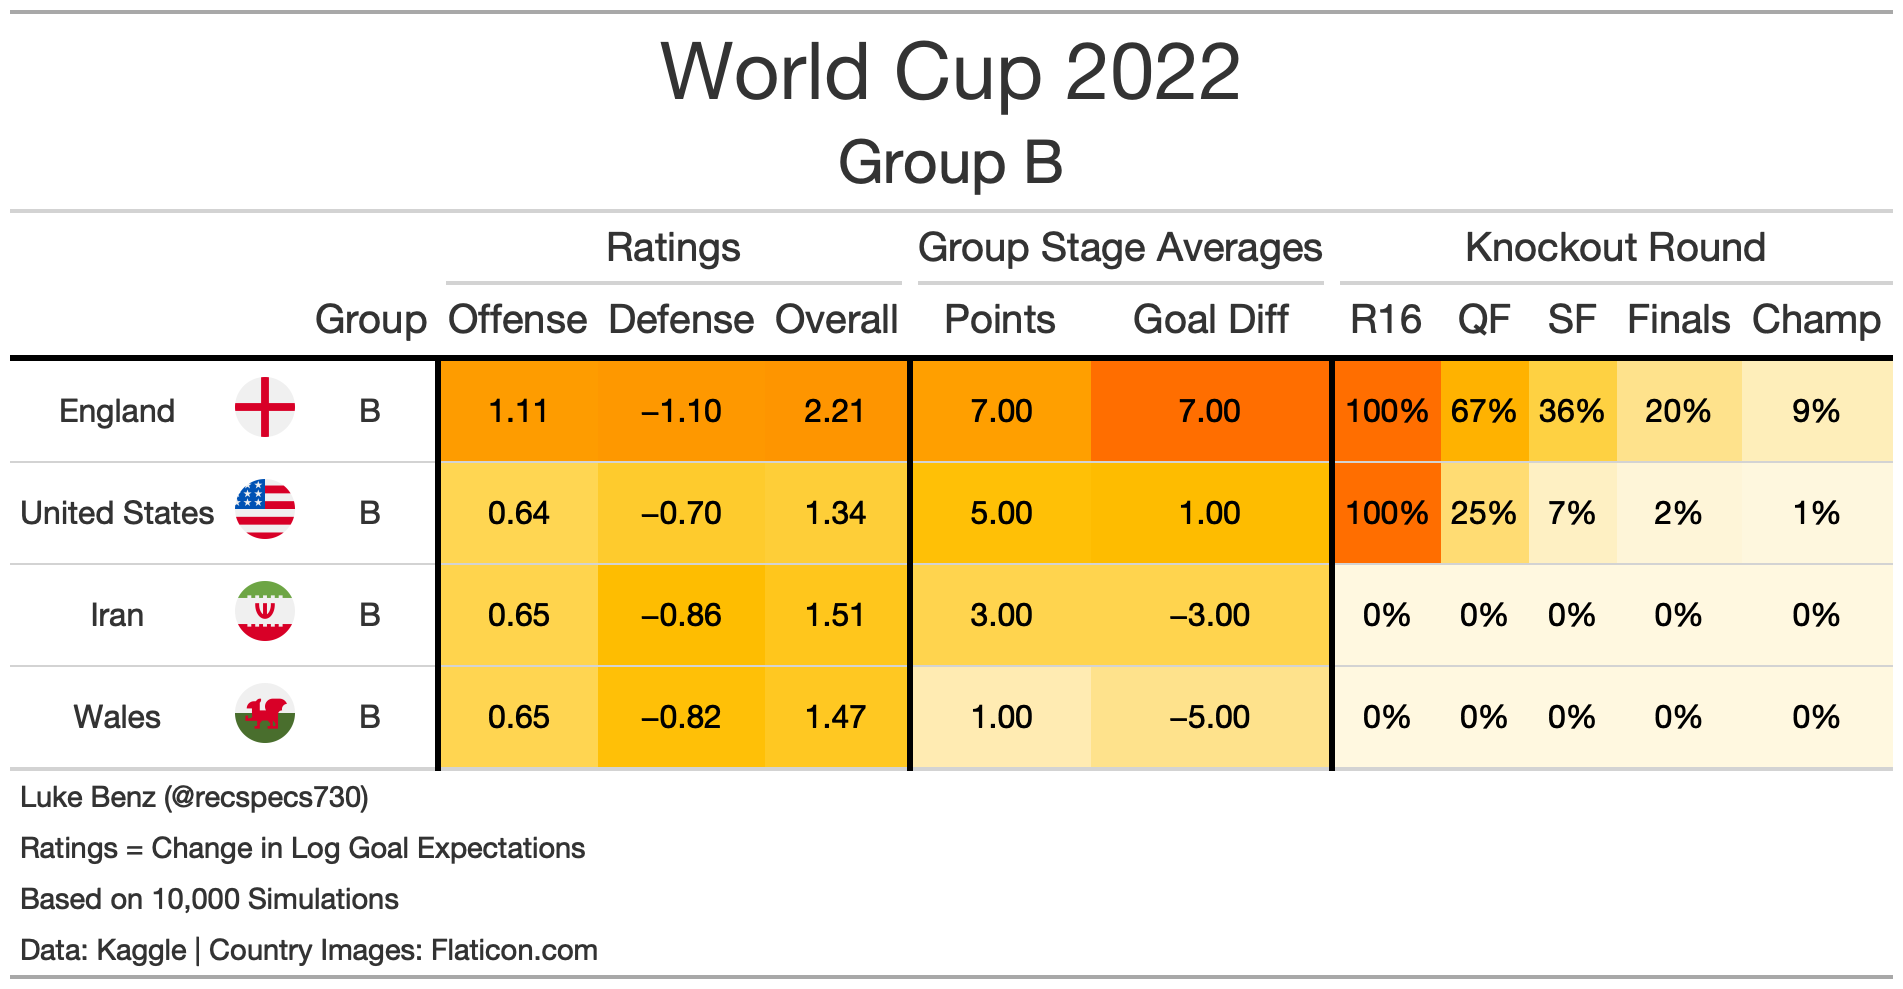 World Cup 2022
Group B
Ratings Group Stage Averages Knockout Round
Group Offense Defense Overall Points Goal Diff R16 QF SF Finals Champ
England B 1.11 −1.10 2.21 7.00 7.00 100% 67% 36% 20% 9%
United States B 0.64 −0.70 1.34 5.00 1.00 100% 25% 7% 2% 1%
Iran B 0.65 −0.86 1.51 3.00 −3.00 0% 0% 0% 0% 0%
Wales B 0.65 −0.82 1.47 1.00 −5.00 0% 0% 0% 0% 0%
Luke Benz (@recspecs730)
Ratings = Change in Log Goal Expectations
Based on 10,000 Simulations
Data: Kaggle | Country Images: Flaticon.com